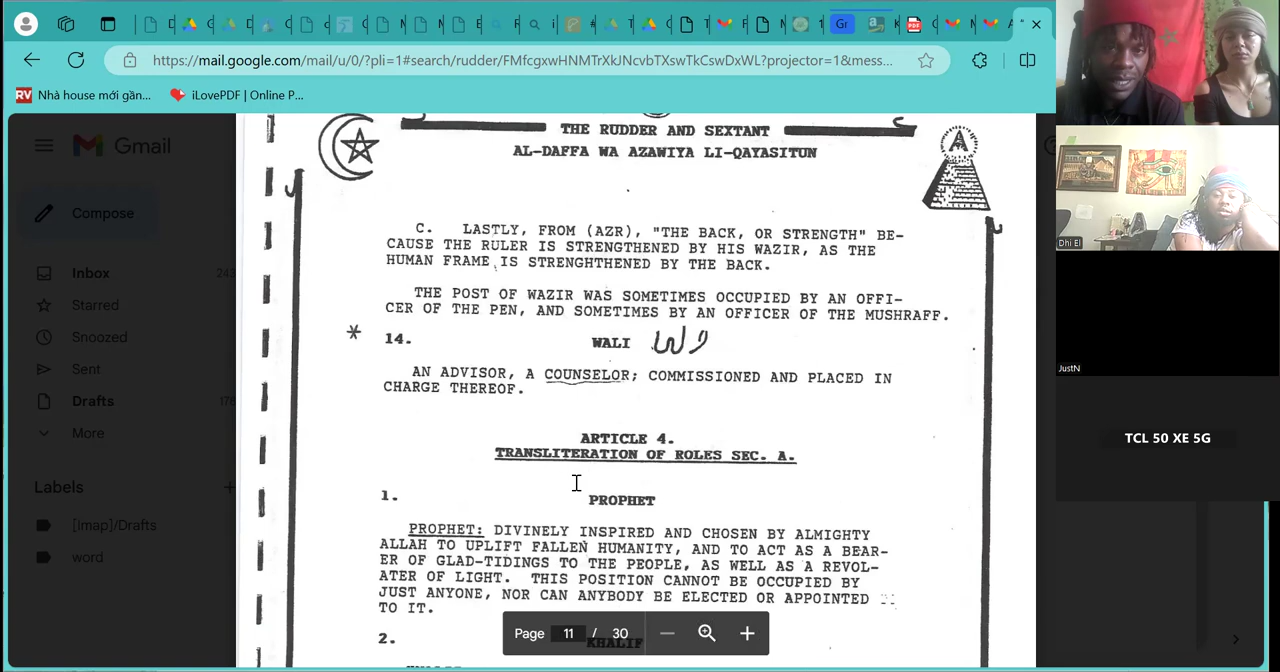 Gr
https://mail.google.com/mail/u/0/?pli=1#search/rudder/FMfcgxwHNMTrXkJNcvbTXswTkCswDxWL?projector=1&mess...
Nhà house mới gần...
iLovePDF | Online P...
Gmail
Compose
Inbox 243
Starred
Snoozed
Sent
Drafts 178
More
Labels +
[Imap]/Drafts
word
THE RUDDER AND SEXTANT
AL-DAFFA WA AZAWIYA LI-QAYASITUN
C. LASTLY, FROM (AZR), "THE BACK, OR STRENGTH" BE-
CAUSE THE RULER IS STRENGTHENED BY HIS WAZIR, AS THE
HUMAN FRAME IS STRENGHTHENED BY THE BACK.
THE POST OF WAZIR WAS SOMETIMES OCCUPIED BY AN OFFI-
CER OF THE PEN, AND SOMETIMES BY AN OFFICER OF THE MUSHRAFF.
* 14. WALI
AN ADVISOR, A COUNSELOR; COMMISSIONED AND PLACED IN
CHARGE THEREOF.
ARTICLE 4.
TRANSLITERATION OF ROLES SEC. A.
1. PROPHET
PROPHET: DIVINELY INSPIRED AND CHOSEN BY ALMIGHTY
ALLAH TO UPLIFT FALLEN HUMANITY, AND TO ACT AS A BEAR-
ER OF GLAD-TIDINGS TO THE PEOPLE, AS WELL AS A REVOL-
ATER OF LIGHT. THIS POSITION CANNOT BE OCCUPIED BY
JUST ANYONE, NOR CAN ANYBODY BE ELECTED OR APPOINTED
TO IT.
2. KHALIF
Page 11 / 30
Dhi El
JustN
TCL 50 XE 5G